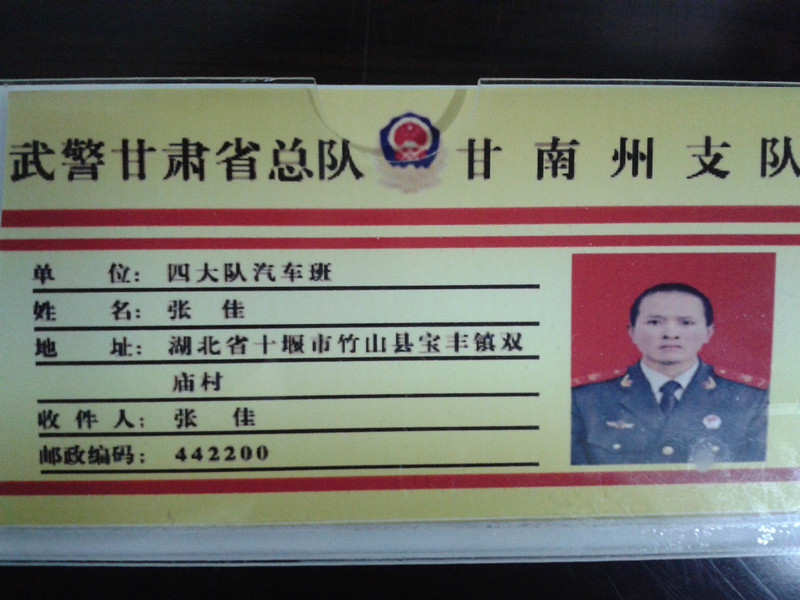 武警甘肃省总队 甘南州支队
单 位：四大队汽车班
姓 名：张 佳
地 址：湖北省十堰市竹山县宝丰镇双
庙村
收 件 人：张 佳
邮政编码：442200